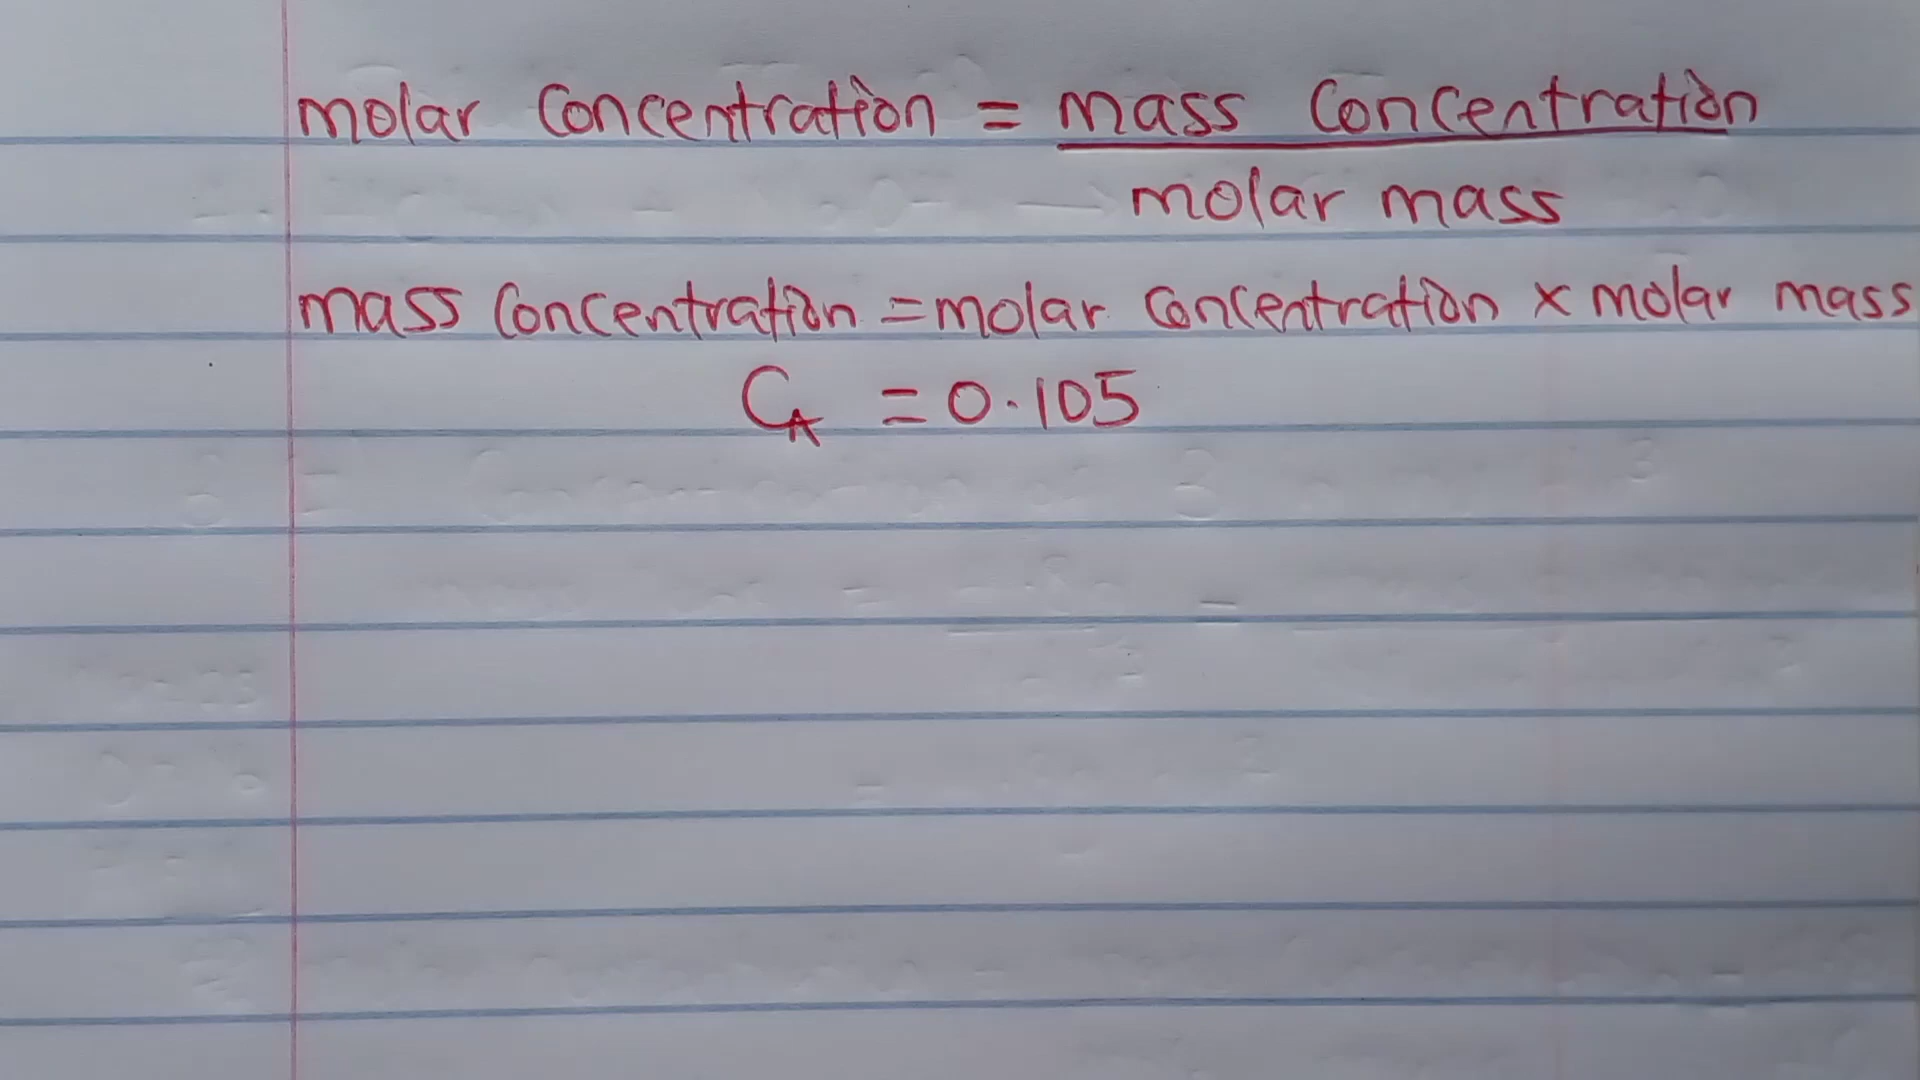 molar concentration = mass concentration
molar mass
mass concentration = molar concentration x molar mass
CA = 0.105